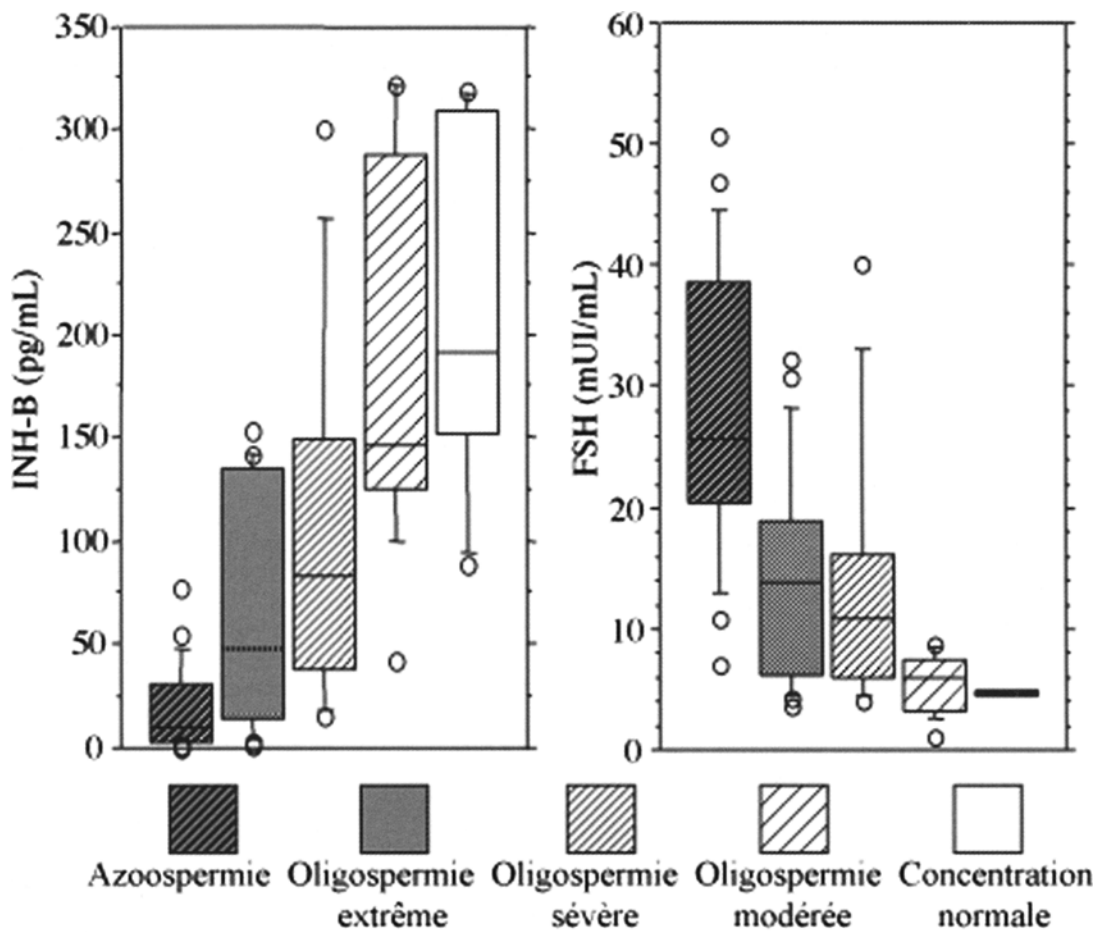 350
300
250
200
150
100
50
0
INH-B (pg/mL)
60
50
40
30
20
10
0
FSH (mUI/mL)
Azoospermie
Oligospermie
extrême
Oligospermie
sévère
Oligospermie
modérée
Concentration
normale